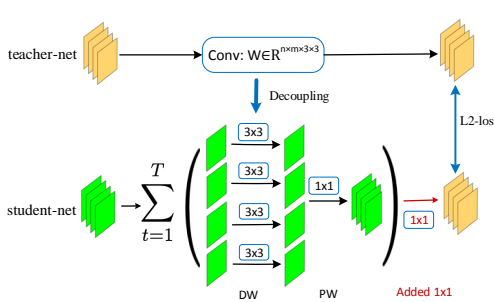 teacher-net
Conv: W∈R^{n×m×3×3}
Decoupling
L2-los
3x3
3x3
3x3
3x3
1x1
student-net
T
∑
t=1
1x1
DW
PW
Added 1x1